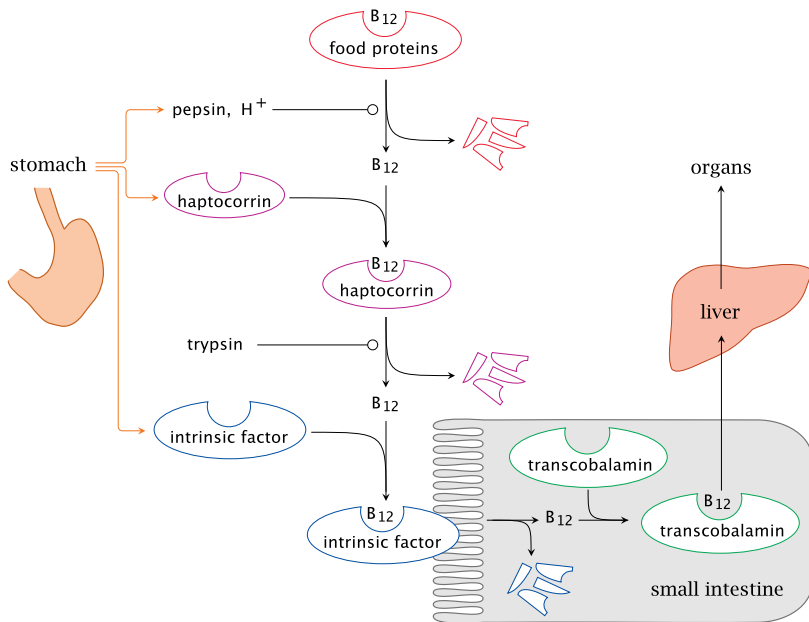 B12
food proteins
pepsin, H+
stomach
B12
organs
haptocorrin
B12
haptocorrin
liver
trypsin
B12
intrinsic factor
transcobalamin
B12
intrinsic factor
B12
B12
transcobalamin
small intestine